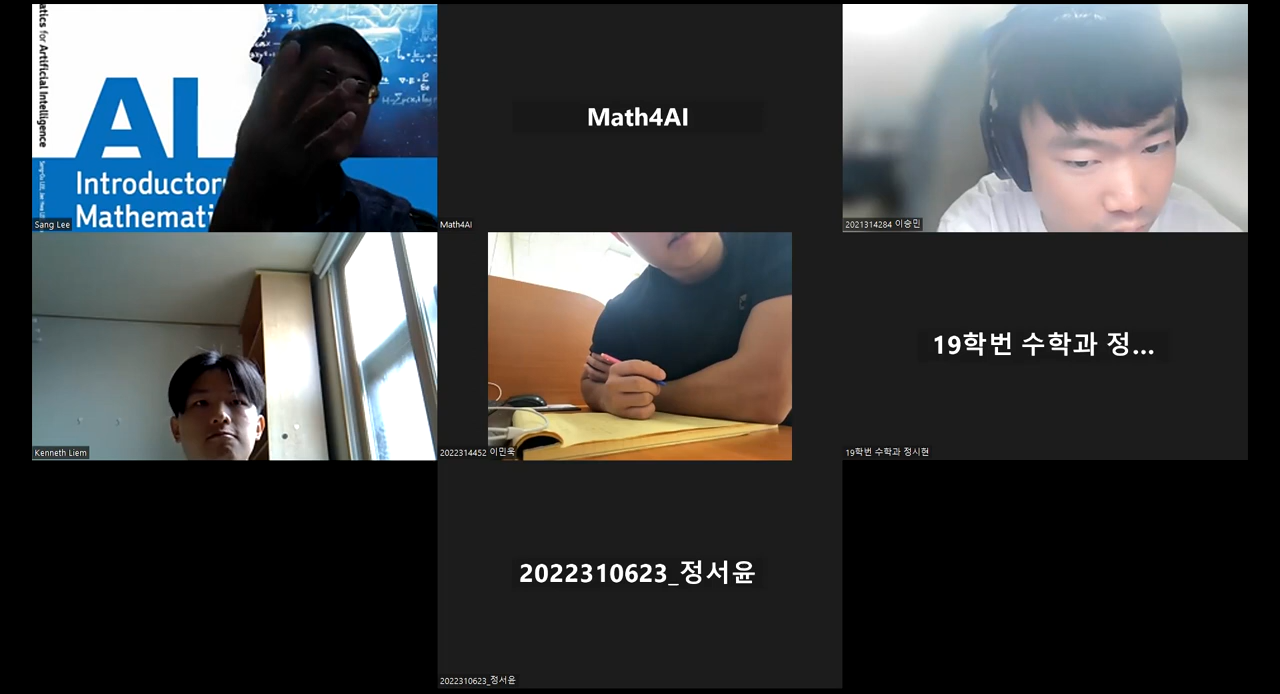 atics for Artificial Intelligence
AI
Introductor
Mathemati
Sang Lee
Math4AI
Math4AI
2021314284 이승민
Kenneth Liem
2022314452 이민욱
19학번 수학과 정...
19학번 수학과 정시현
2022310623_정서윤
2022310623_정서윤